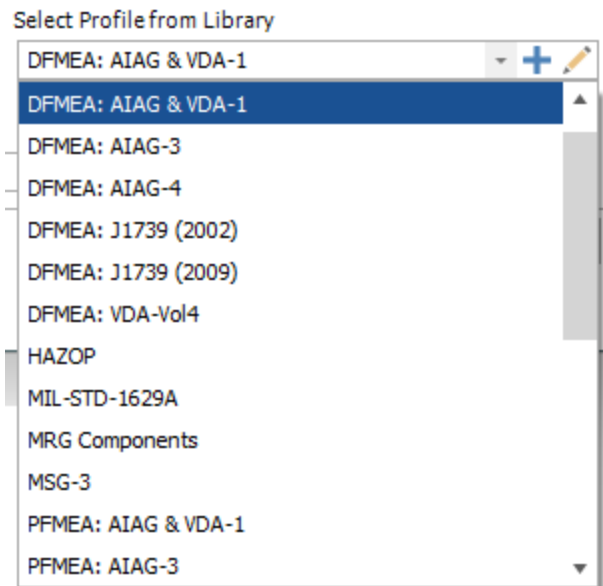 Select Profile from Library
DFMEA: AIAG & VDA-1
DFMEA: AIAG & VDA-1
DFMEA: AIAG-3
DFMEA: AIAG-4
DFMEA: J1739 (2002)
DFMEA: J1739 (2009)
DFMEA: VDA-Vol4
HAZOP
MIL-STD-1629A
MRG Components
MSG-3
PFMEA: AIAG & VDA-1
PFMEA: AIAG-3